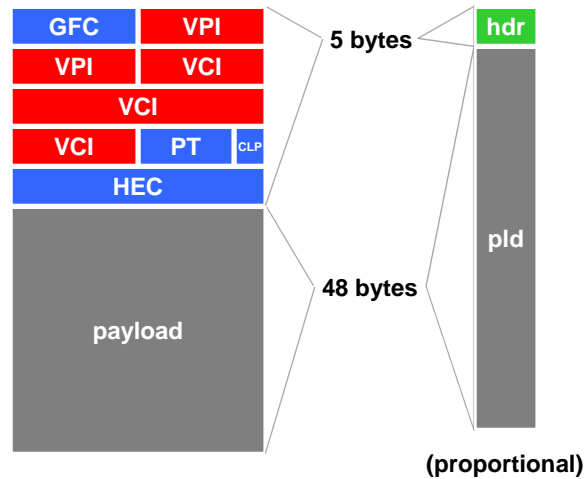 GFC VPI
VPI VCI
VCI
VCI PT CLP
HEC
payload
5 bytes
48 bytes
hdr
pld
(proportional)